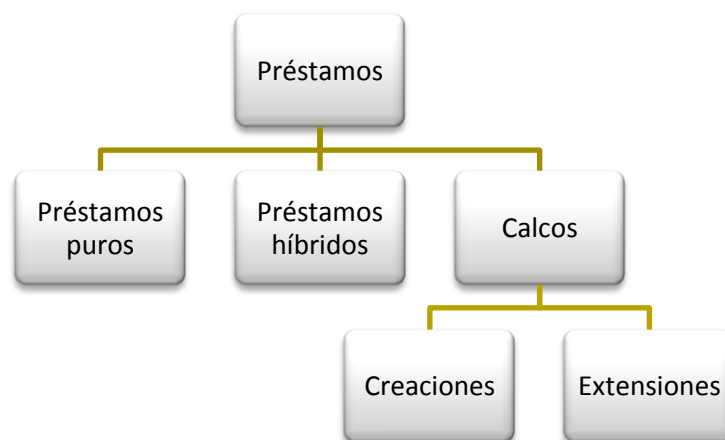 Préstamos
Préstamos
puros
Préstamos
híbridos
Calcos
Creaciones
Extensiones